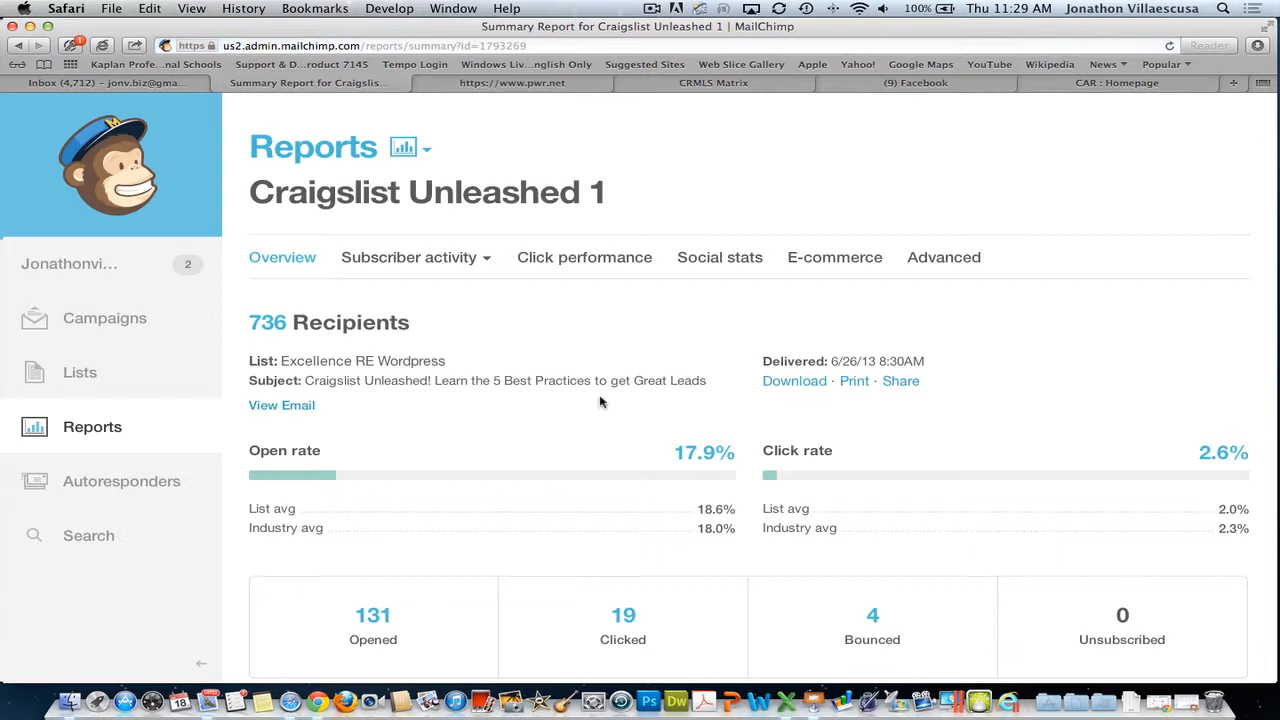 Safari File Edit View History Bookmarks Develop Window Help 100% Thu 11:29 AM Jonathon Villaescusa
Summary Report for Craigslist Unleashed 1 | MailChimp
https us2.admin.mailchimp.com/reports/summary?id=1793269 Reader
Kaplan Profe...nal Schools Support & D...roduct 7145 Tempo Login Windows Liv...nglish Only Suggested Sites Web Slice Gallery Apple Yahoo! Google Maps YouTube Wikipedia News Popular
Inbox (4,712) - jonv.biz@gma... Summary Report for Craigslis... https://www.pwr.net CRMLS Matrix (9) Facebook CAR : Homepage
Reports
Craigslist Unleashed 1
Jonathonvi... 2
Campaigns
Lists
Reports
Autoresponders
Search
Overview Subscriber activity Click performance Social stats E-commerce Advanced
736 Recipients
List: Excellence RE Wordpress
Subject: Craigslist Unleashed! Learn the 5 Best Practices to get Great Leads
View Email
Delivered: 6/26/13 8:30AM
Download · Print · Share
Open rate 17.9%
List avg 18.6%
Industry avg 18.0%
Click rate 2.6%
List avg 2.0%
Industry avg 2.3%
131 Opened
19 Clicked
4 Bounced
0 Unsubscribed